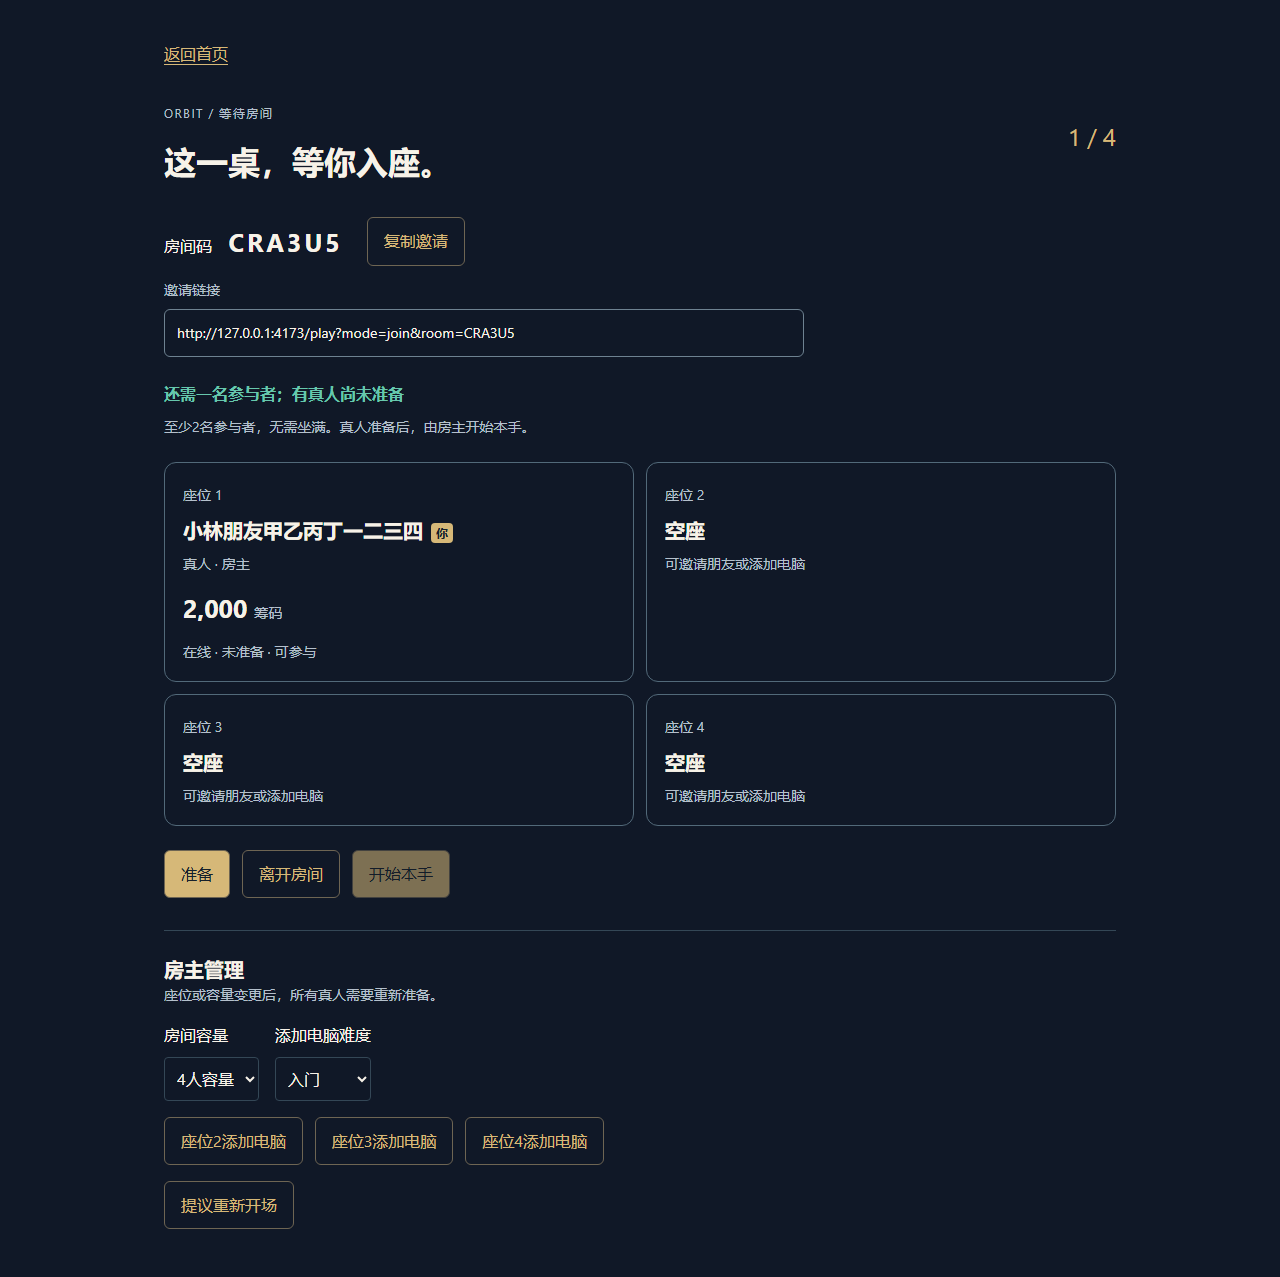 返回首页
ORBIT / 等待房间
这一桌，等你入座。
1 / 4
房间码 CRA3U5 复制邀请
邀请链接
http://127.0.0.1:4173/play?mode=join&room=CRA3U5
还需一名参与者；有真人尚未准备
至少2名参与者，无需坐满。真人准备后，由房主开始本手。
座位 1
小林朋友甲乙丙丁一二三四 你
真人 · 房主
2,000 筹码
在线 · 未准备 · 可参与
座位 2
空座
可邀请朋友或添加电脑
座位 3
空座
可邀请朋友或添加电脑
座位 4
空座
可邀请朋友或添加电脑
准备 离开房间 开始本手
房主管理
座位或容量变更后，所有真人需要重新准备。
房间容量 添加电脑难度
4人容量 入门
座位2添加电脑 座位3添加电脑 座位4添加电脑
提议重新开场